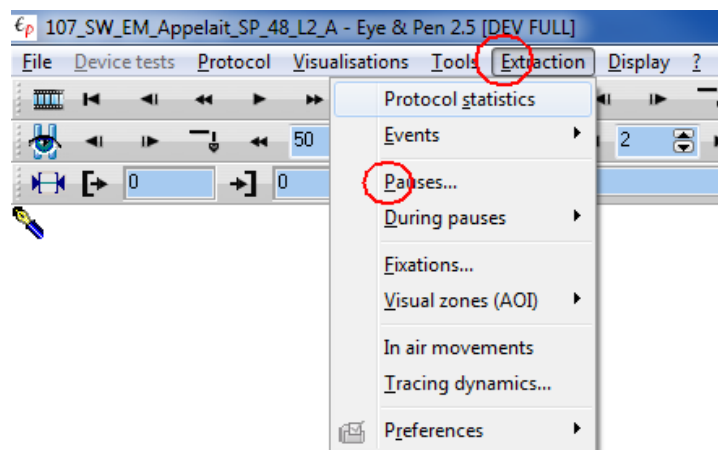 εp 107_SW_EM_Appelait_SP_48_L2_A - Eye & Pen 2.5 [DEV FULL]
File Device tests Protocol Visualisations Tools Extraction Display ?
Protocol statistics
50 Events 2
0 0 Pauses...
During pauses
Fixations...
Visual zones (AOI)
In air movements
Tracing dynamics...
Preferences